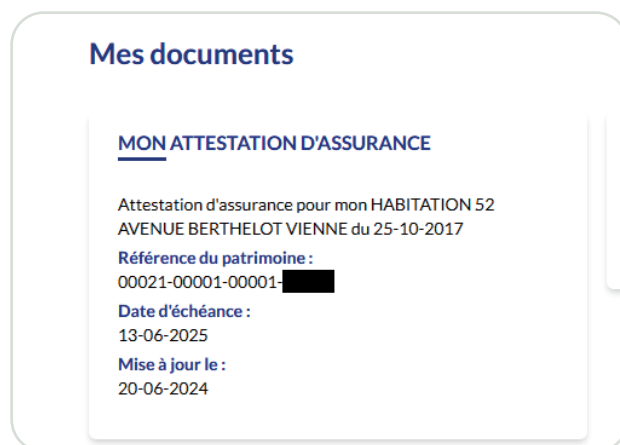 Mes documents
MON ATTESTATION D'ASSURANCE
Attestation d'assurance pour mon HABITATION 52
AVENUE BERTHELOT VIENNE du 25-10-2017
Référence du patrimoine :
00021-00001-00001-
Date d'échéance :
13-06-2025
Mise à jour le :
20-06-2024